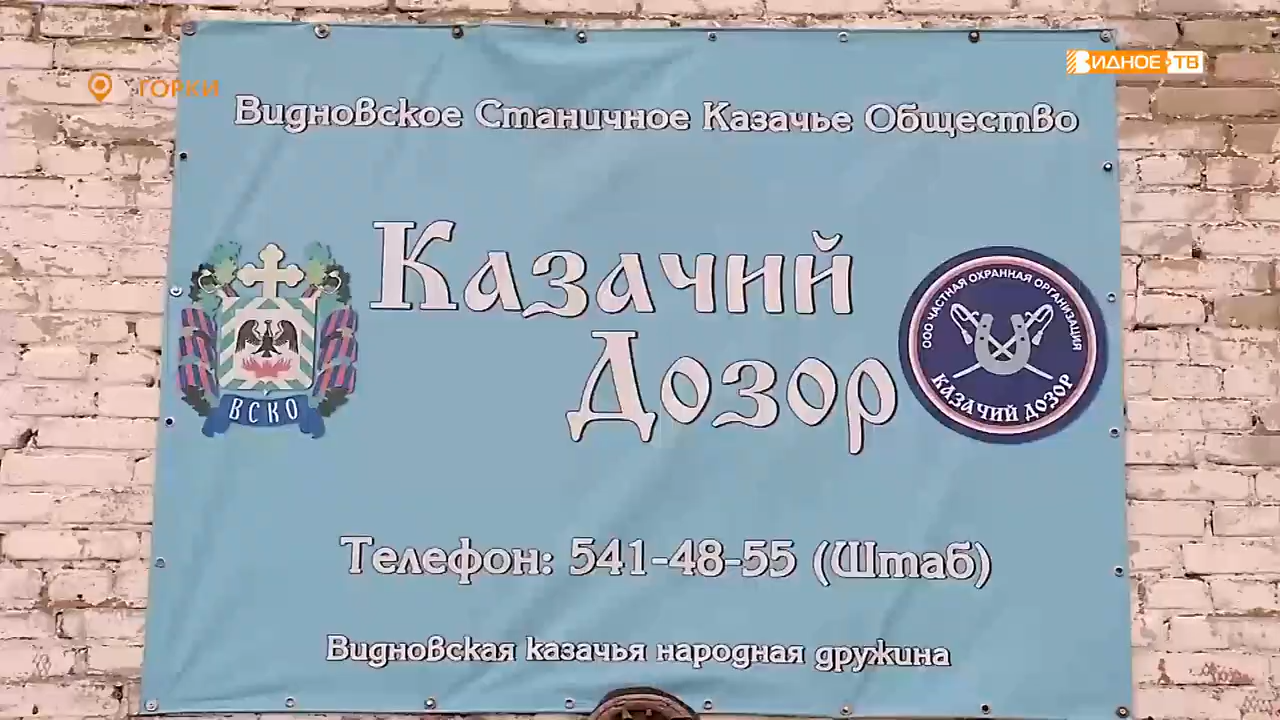 ВИДНОЕ ТВ
ГОРКИ
Видновское Станичное Казачье Общество
Казачий
Дозор
ВСКО
ООО ЧАСТНАЯ ОХРАННАЯ ОРГАНИЗАЦИЯ
КАЗАЧИЙ ДОЗОР
Телефон: 541-48-55 (Штаб)
Видновская казачья народная дружина